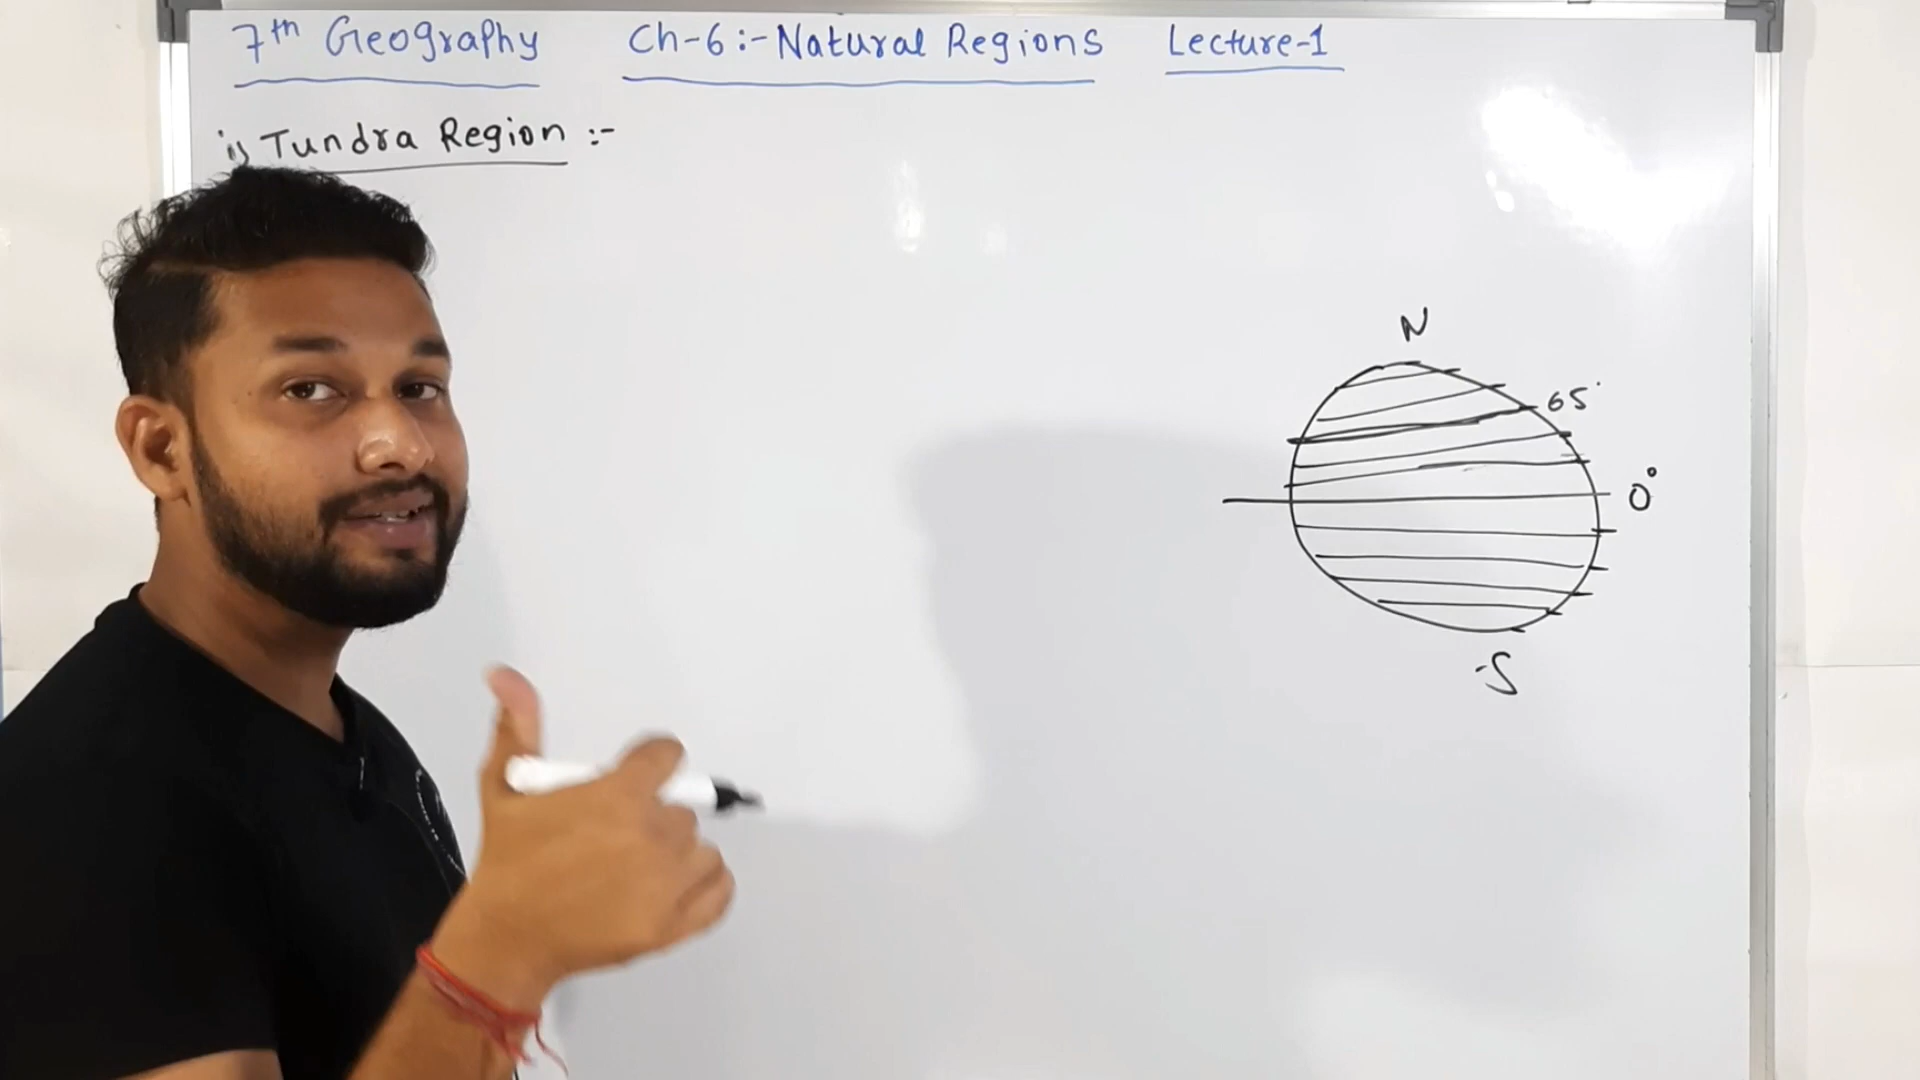 7th Geography Ch-6:- Natural Regions Lecture-1
i) Tundra Region :-
N
65°
0°
S